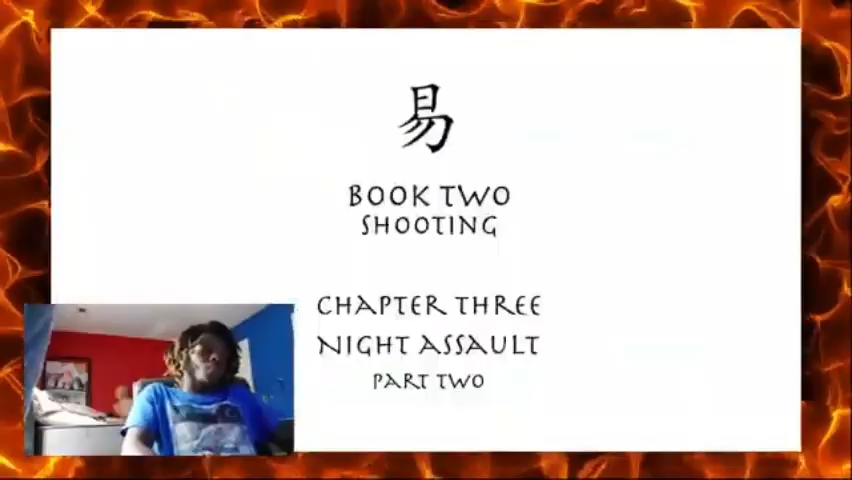 易
BOOK TWO
SHOOTING
CHAPTER THREE
NIGHT ASSAULT
PART TWO